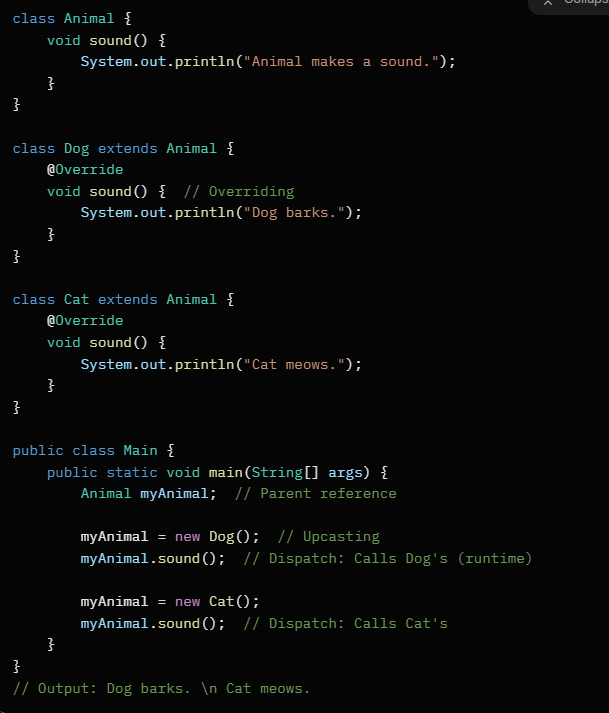 Collaps
class Animal {
    void sound() {
        System.out.println("Animal makes a sound.");
    }
}

class Dog extends Animal {
    @Override
    void sound() {  // Overriding
        System.out.println("Dog barks.");
    }
}

class Cat extends Animal {
    @Override
    void sound() {
        System.out.println("Cat meows.");
    }
}

public class Main {
    public static void main(String[] args) {
        Animal myAnimal;  // Parent reference

        myAnimal = new Dog();  // Upcasting
        myAnimal.sound();  // Dispatch: Calls Dog's (runtime)

        myAnimal = new Cat();
        myAnimal.sound();  // Dispatch: Calls Cat's
    }
}
// Output: Dog barks. \n Cat meows.